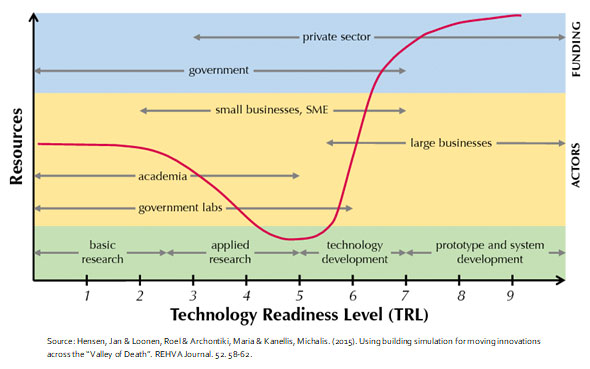 private sector
government
FUNDING
small businesses, SME
large businesses
academia
government labs
ACTORS
Resources
basic
research
applied
research
technology
development
prototype and system
development
1 2 3 4 5 6 7 8 9
Technology Readiness Level (TRL)
Source: Hensen, Jan & Loonen, Roel & Archontiki, Maria & Kanellis, Michalis. (2015). Using building simulation for moving innovations
across the "Valley of Death". REHVA Journal. 52. 58-62.